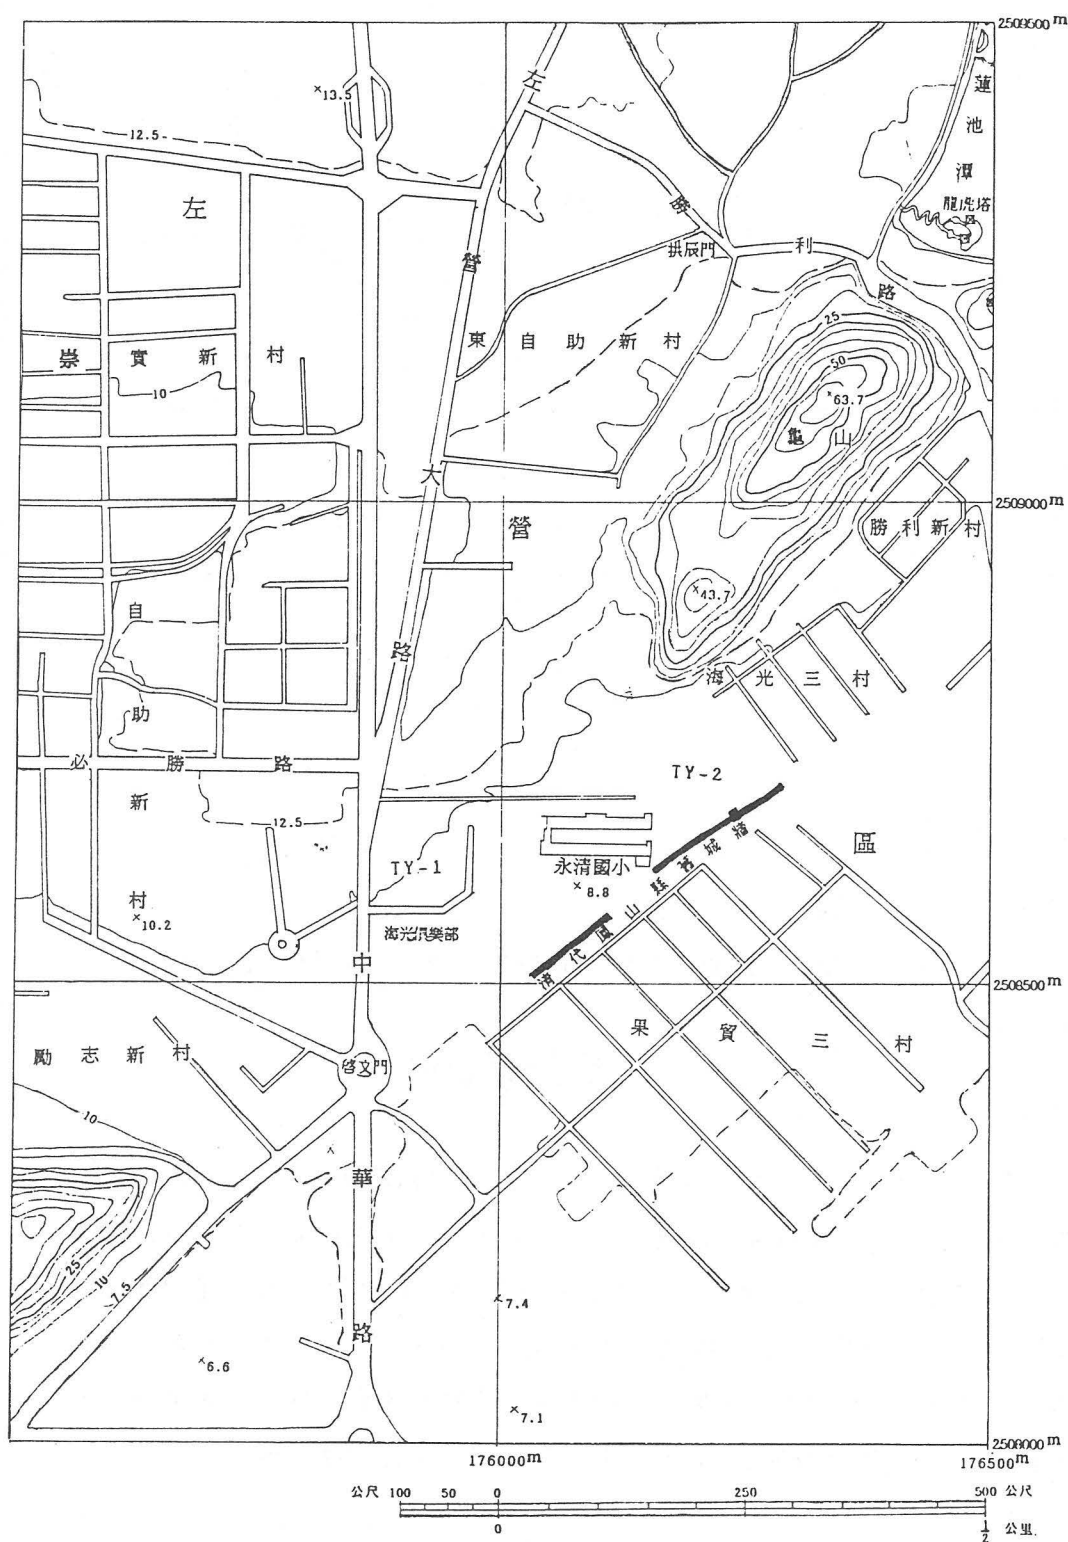 2509500m
13.5
左
蓮池潭
12.5
左
龍虎塔
勝利路
拱辰門
營
25
東自助新村
崇實新村
50
10
63.7
龜山
大
2509000m
營
勝利新村
43.7
自助新村
路
海光三村
必勝路
TY-2
12.5
區
TY-1
永清國小
8.8
清代鳳山縣舊城牆
10.2
海光俱樂部
中
2508500m
果貿三村
勵志新村
啓文門
10
華
25
10
7.5
7.4
路
6.6
7.1
2508000m
176000m
176500m
公尺 100 50 0 250 500 公尺
0 1/2 公里